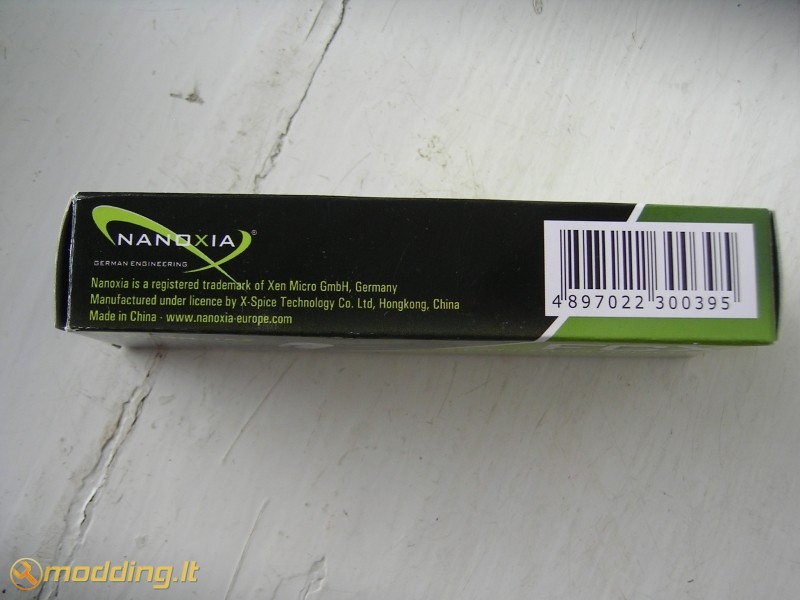 NANOXIA®
GERMAN ENGINEERING
Nanoxia is a registered trademark of Xen Micro GmbH, Germany
Manufactured under licence by X-Spice Technology Co. Ltd, Hongkong, China
Made in China - www.nanoxia-europe.com
4 897022 300395
modding.lt